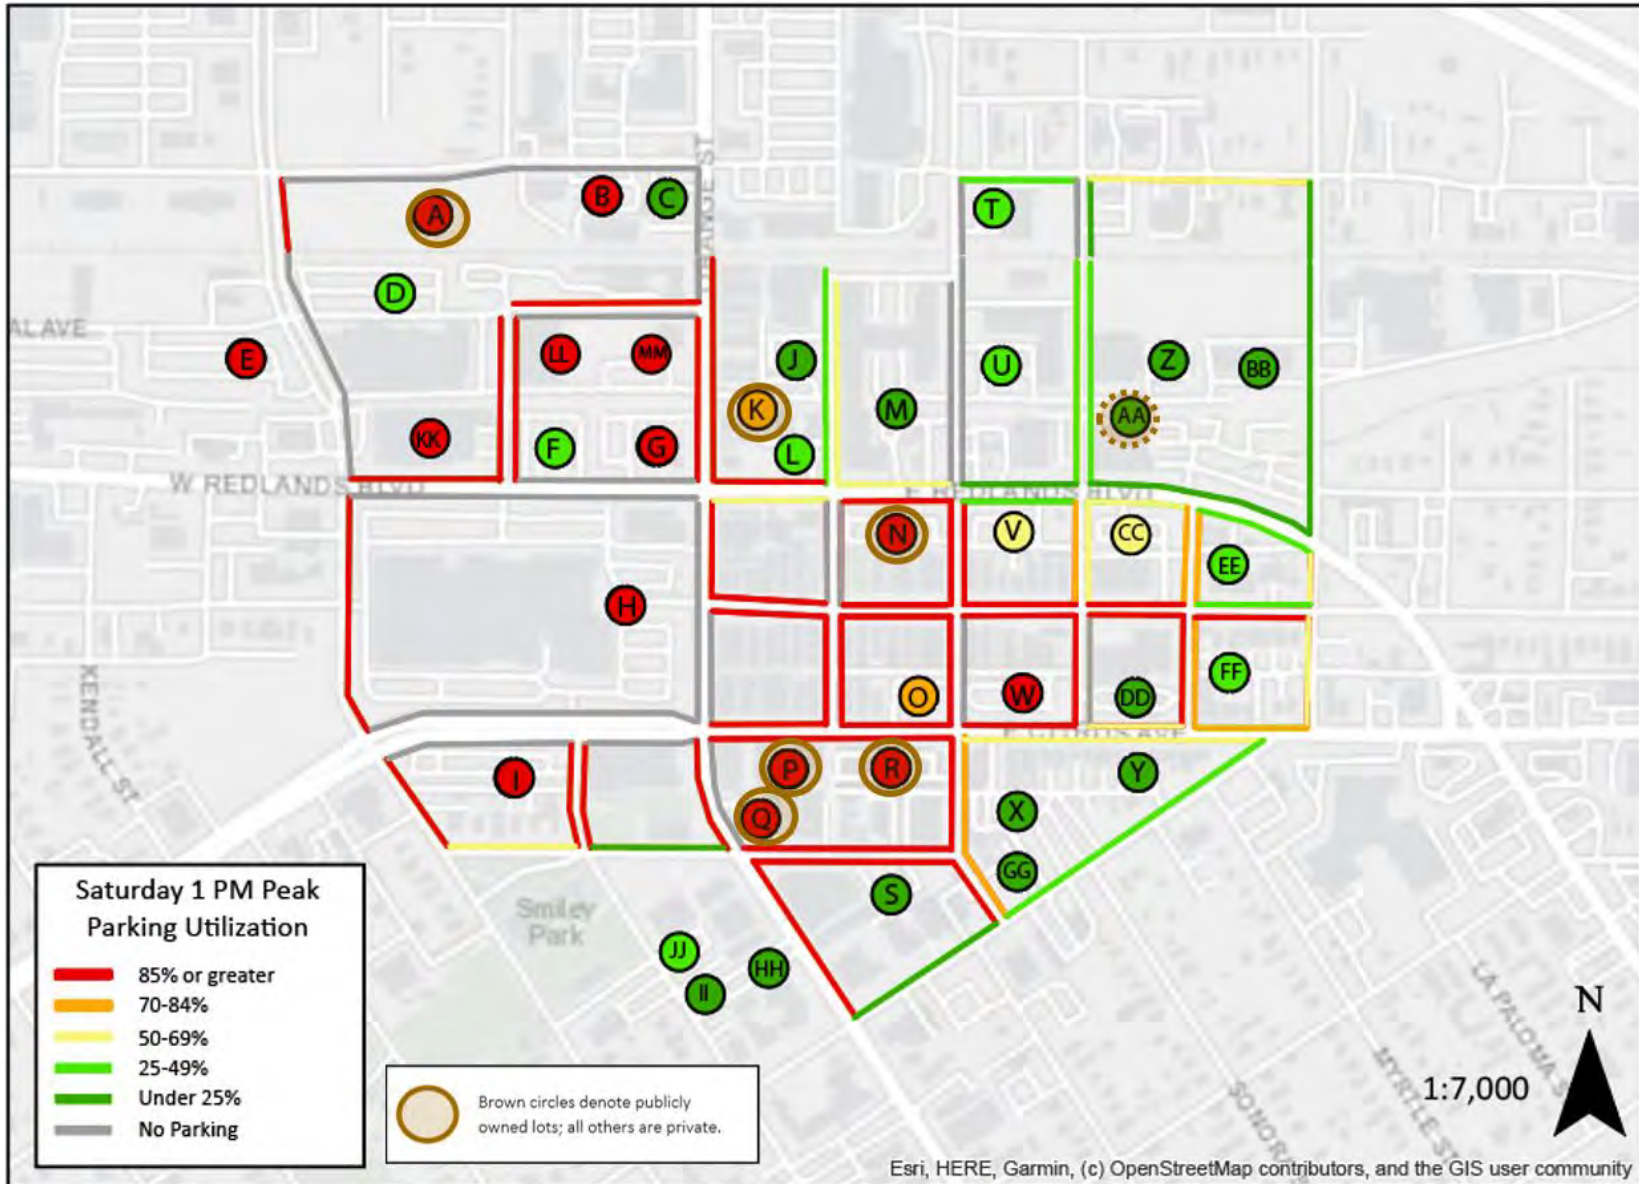 ORANGE ST
B
C
T
A
D
AL AVE
E
LL
MM
J
U
Z
BB
K
M
AA
KK
F
G
L
W REDLANDS BLVD
E REDLANDS BLVD
N
V
CC
EE
H
KENDALL ST
O
W
DD
FF
E CITRUS AVE
I
P
R
Y
Q
X
GG
S
Smiley
Park
JJ
HH
II
Saturday 1 PM Peak
Parking Utilization
85% or greater
70-84%
50-69%
25-49%
Under 25%
No Parking
Brown circles denote publicly
owned lots; all others are private.
LA PALOMA S
MYRTLE ST
SONORA
N
1:7,000
Esri, HERE, Garmin, (c) OpenStreetMap contributors, and the GIS user community